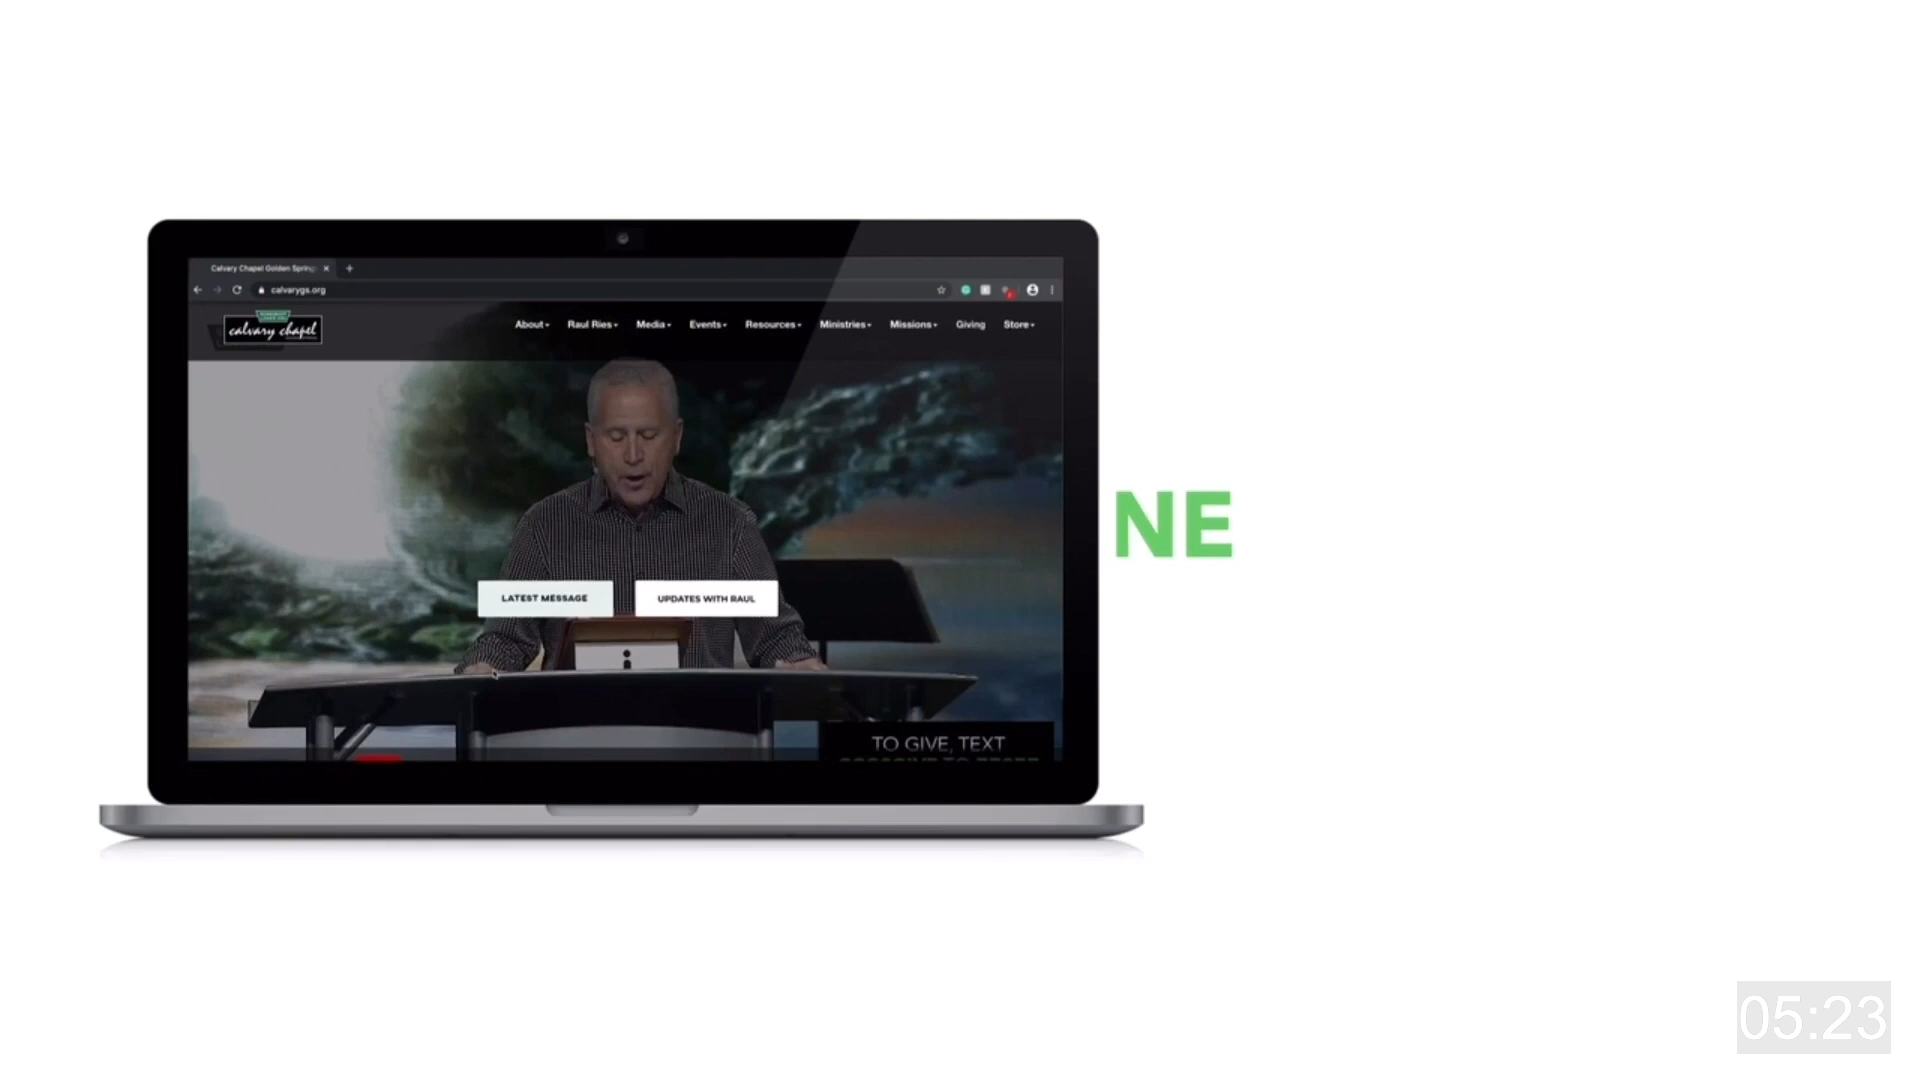 Calvary Chapel Golden Spring
calvarygs.org
calvary chapel
About
Raul Ries
Media
Events
Resources
Ministries
Missions
Giving
Store
NE
LATEST MESSAGE
UPDATES WITH RAUL
TO GIVE, TEXT
05:23